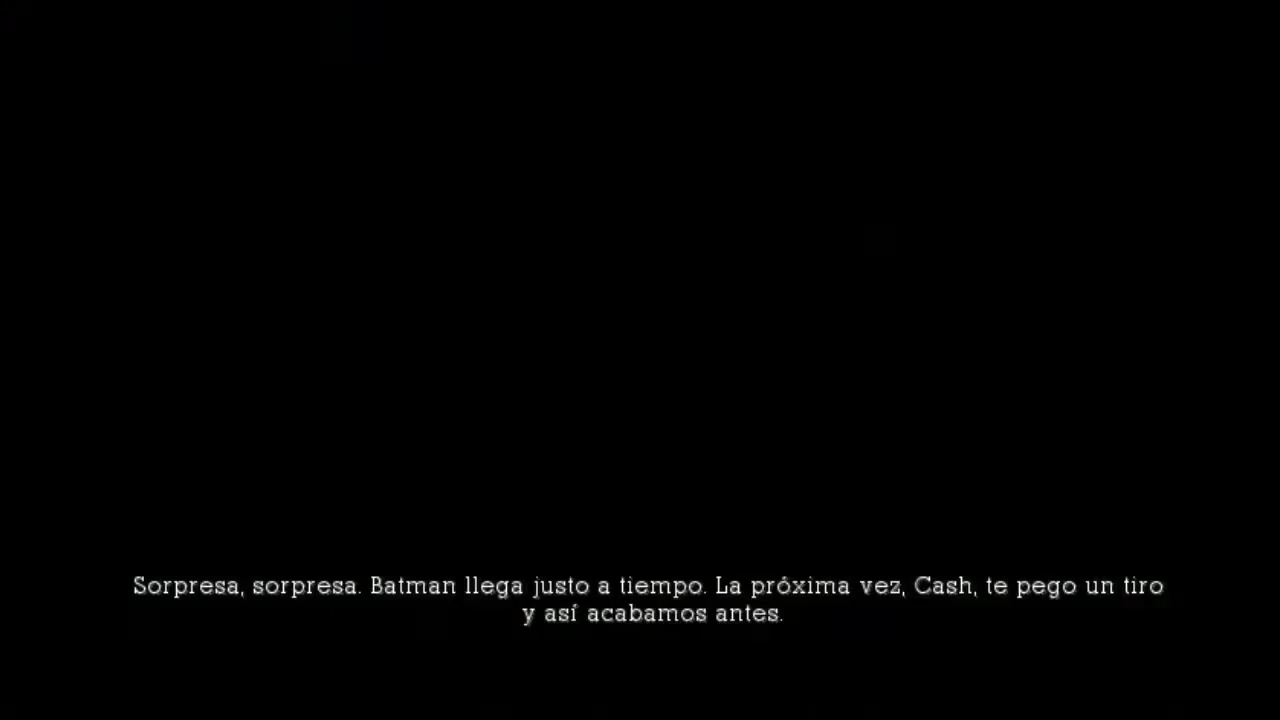 Sorpresa, sorpresa. Batman llega justo a tiempo. La próxima vez, Cash, te pego un tiro
y así acabamos antes.